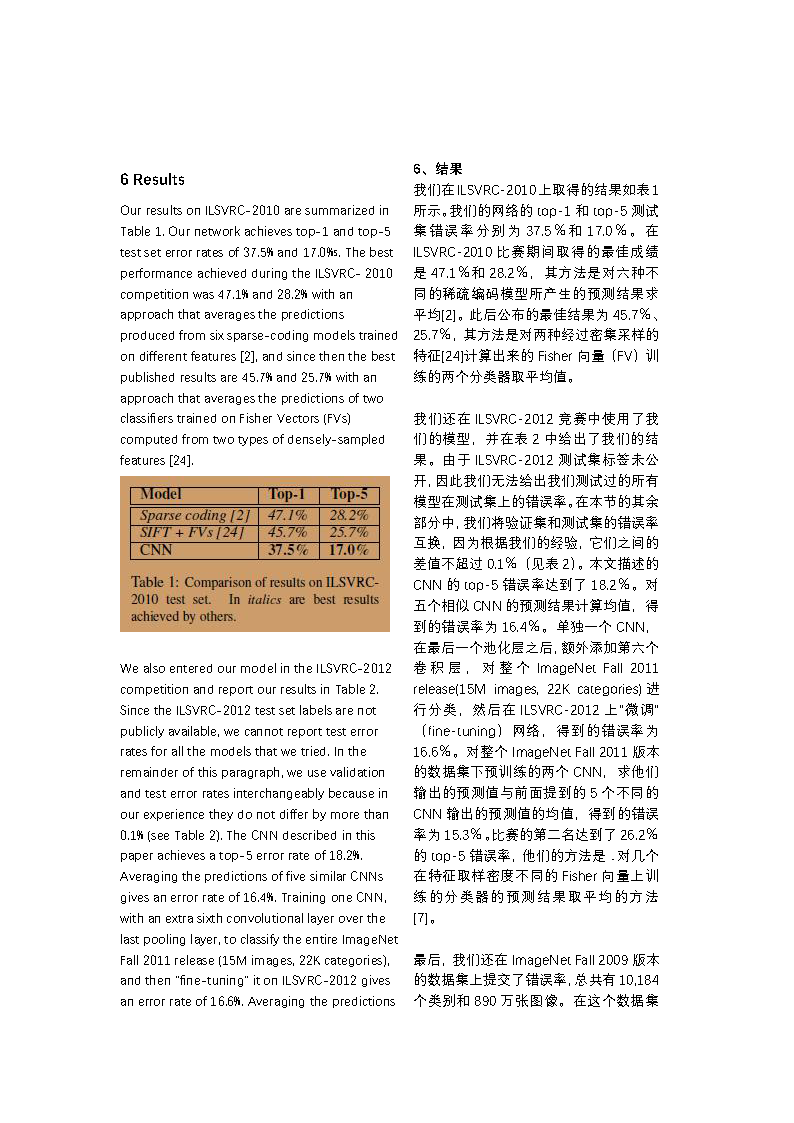 6 Results
Our results on ILSVRC-2010 are summarized in
Table 1. Our network achieves top-1 and top-5
test set error rates of 37.5% and 17.0%s. The best
performance achieved during the ILSVRC- 2010
competition was 47.1% and 28.2% with an
approach that averages the predictions
produced from six sparse-coding models trained
on different features [2], and since then the best
published results are 45.7% and 25.7% with an
approach that averages the predictions of two
classifiers trained on Fisher Vectors (FVs)
computed from two types of densely-sampled
features [24].
Model Top-1 Top-5
Sparse coding [2] 47.1% 28.2%
SIFT + FVs [24] 45.7% 25.7%
CNN 37.5% 17.0%
Table 1: Comparison of results on ILSVRC-
2010 test set. In italics are best results
achieved by others.
We also entered our model in the ILSVRC-2012
competition and report our results in Table 2.
Since the ILSVRC-2012 test set labels are not
publicly available, we cannot report test error
rates for all the models that we tried. In the
remainder of this paragraph, we use validation
and test error rates interchangeably because in
our experience they do not differ by more than
0.1% (see Table 2). The CNN described in this
paper achieves a top-5 error rate of 18.2%.
Averaging the predictions of five similar CNNs
gives an error rate of 16.4%. Training one CNN,
with an extra sixth convolutional layer over the
last pooling layer, to classify the entire ImageNet
Fall 2011 release (15M images, 22K categories),
and then “fine-tuning” it on ILSVRC-2012 gives
an error rate of 16.6%. Averaging the predictions
6、结果
我们在ILSVRC-2010上取得的结果如表1
所示。我们的网络的 top-1 和 top-5 测试
集错误率分别为 37.5％和 17.0％。在
ILSVRC-2010 比赛期间取得的最佳成绩
是 47.1％和 28.2％，其方法是对六种不
同的稀疏编码模型所产生的预测结果求
平均[2]。此后公布的最佳结果为 45.7％、
25.7％，其方法是对两种经过密集采样的
特征[24]计算出来的 Fisher 向量（FV）训
练的两个分类器取平均值。
我们还在 ILSVRC-2012 竞赛中使用了我
们的模型，并在表 2 中给出了我们的结
果。由于 ILSVRC-2012 测试集标签未公
开，因此我们无法给出我们测试过的所有
模型在测试集上的错误率。在本节的其余
部分中，我们将验证集和测试集的错误率
互换，因为根据我们的经验，它们之间的
差值不超过 0.1％（见表 2）。本文描述的
CNN 的 top-5 错误率达到了 18.2％。对
五个相似 CNN 的预测结果计算均值，得
到的错误率为 16.4％。单独一个 CNN，
在最后一个池化层之后，额外添加第六个
卷积层，对整个 ImageNet Fall 2011
release(15M images, 22K categories) 进
行分类，然后在 ILSVRC-2012 上“微调”
（fine-tuning）网络，得到的错误率为
16.6％。对整个 ImageNet Fall 2011 版本
的数据集下预训练的两个 CNN，求他们
输出的预测值与前面提到的 5 个不同的
CNN 输出的预测值的均值，得到的错误
率为 15.3％。比赛的第二名达到了 26.2％
的 top-5 错误率，他们的方法是 .对几个
在特征取样密度不同的 Fisher 向量上训
练的分类器的预测结果取平均的方法
[7]。
最后，我们还在 ImageNet Fall 2009 版本
的数据集上提交了错误率，总共有 10,184
个类别和 890 万张图像。在这个数据集